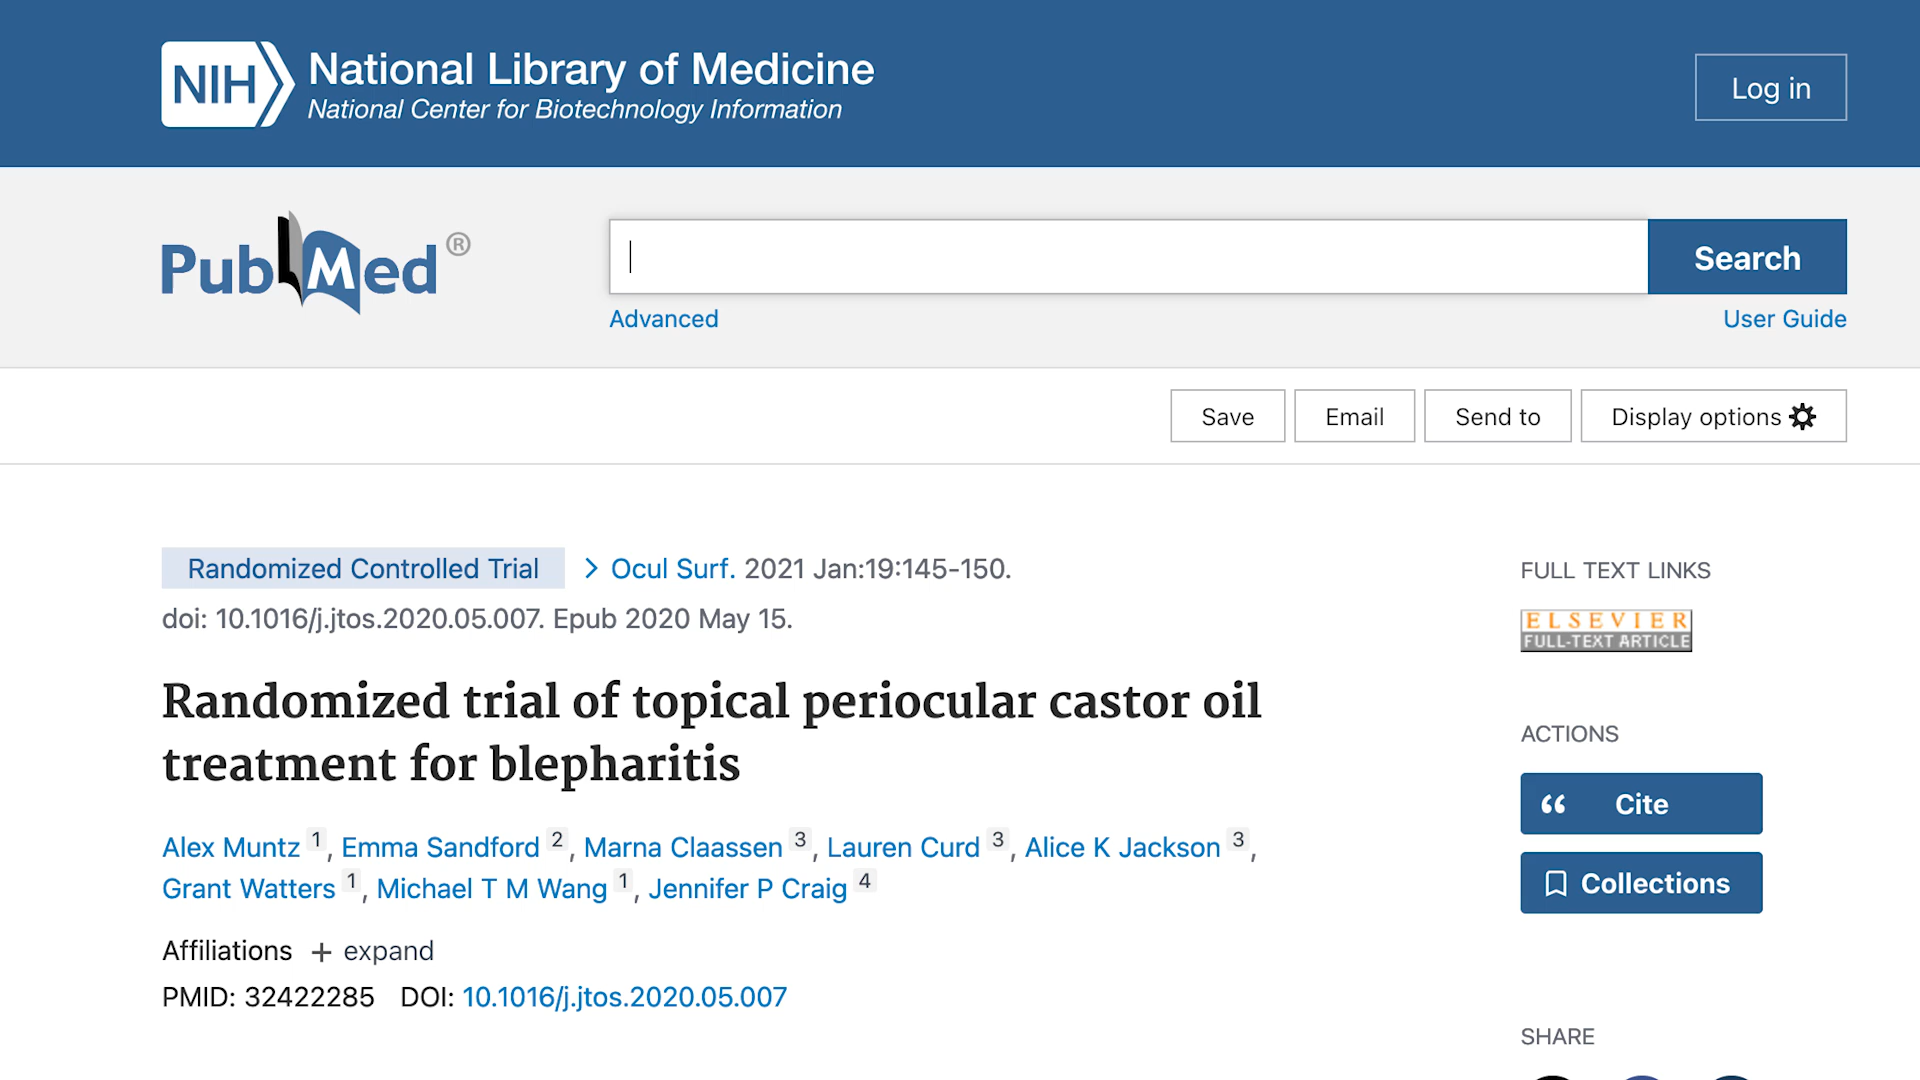 NIH National Library of Medicine
National Center for Biotechnology Information
Log in
PubMed®
Search
Advanced
User Guide
Save
Email
Send to
Display options
Randomized Controlled Trial > Ocul Surf. 2021 Jan:19:145-150.
doi: 10.1016/j.jtos.2020.05.007. Epub 2020 May 15.
Randomized trial of topical periocular castor oil
treatment for blepharitis
Alex Muntz 1, Emma Sandford 2, Marna Claassen 3, Lauren Curd 3, Alice K Jackson 3,
Grant Watters 1, Michael T M Wang 1, Jennifer P Craig 4
Affiliations + expand
PMID: 32422285 DOI: 10.1016/j.jtos.2020.05.007
FULL TEXT LINKS
ELSEVIER
FULL-TEXT ARTICLE
ACTIONS
Cite
Collections
SHARE